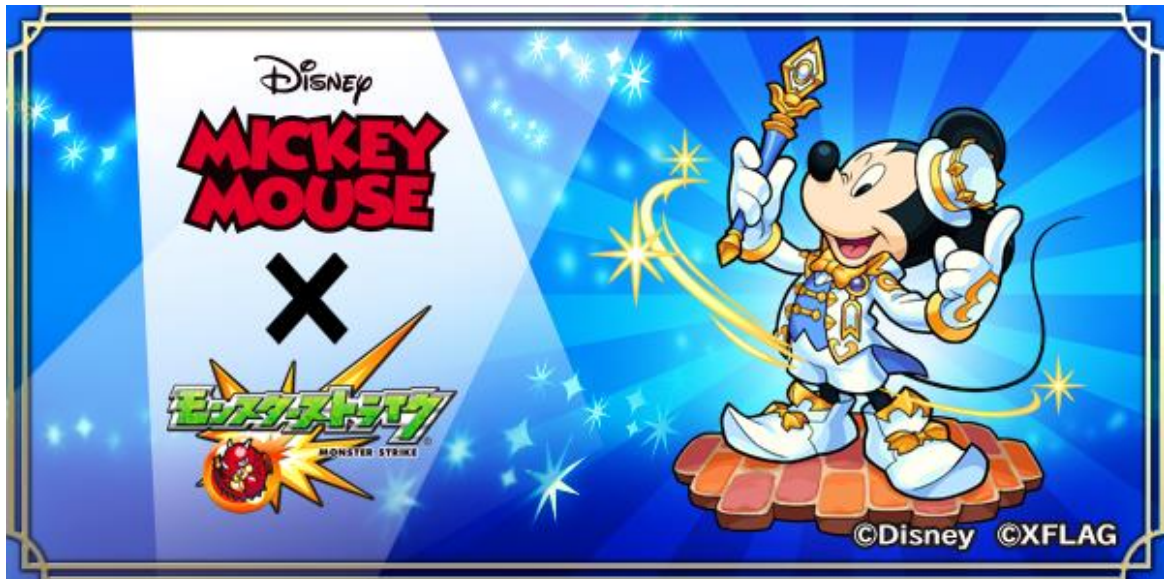 Disney
MICKEY
MOUSE
×
モンスターストライク
MONSTER STRIKE
©Disney ©XFLAG